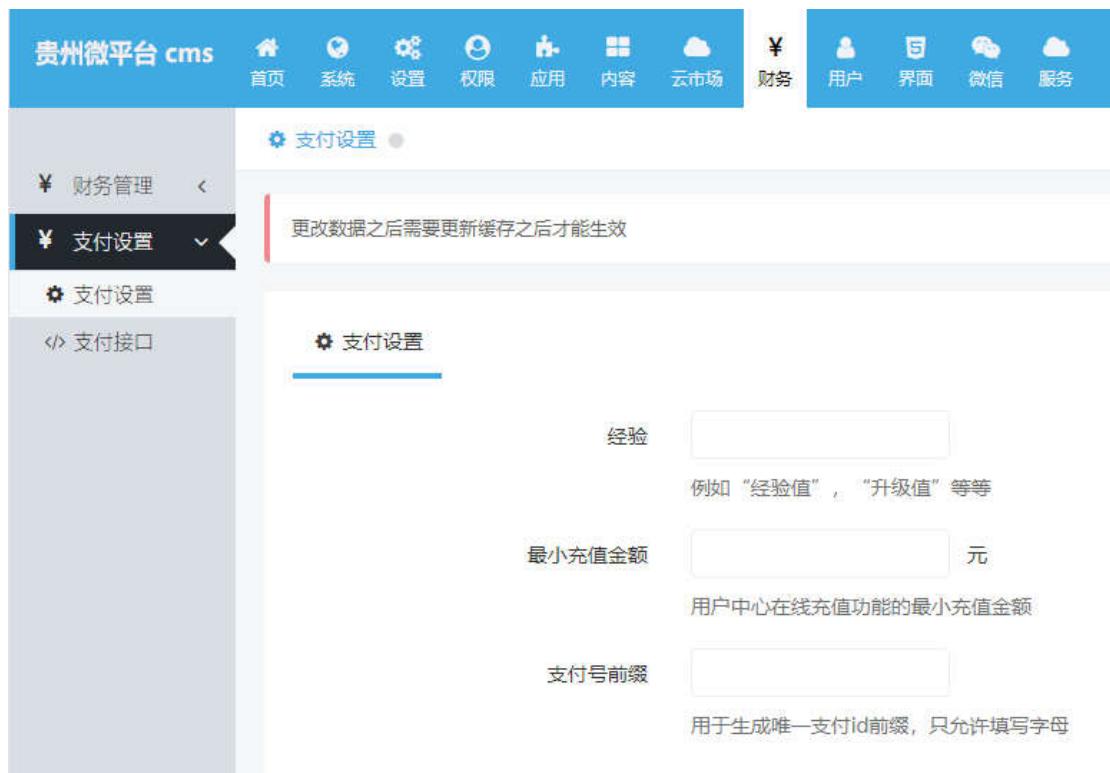 贵州微平台 cms
首页 系统 设置 权限 应用 内容 云市场 ¥ 财务 用户 界面 微信 服务
支付设置
¥ 财务管理
¥ 支付设置
支付设置
</> 支付接口
更改数据之后需要更新缓存之后才能生效
支付设置
经验
例如“经验值”，“升级值”等等
最小充值金额 元
用户中心在线充值功能的最小充值金额
支付号前缀
用于生成唯一支付id前缀，只允许填写字母